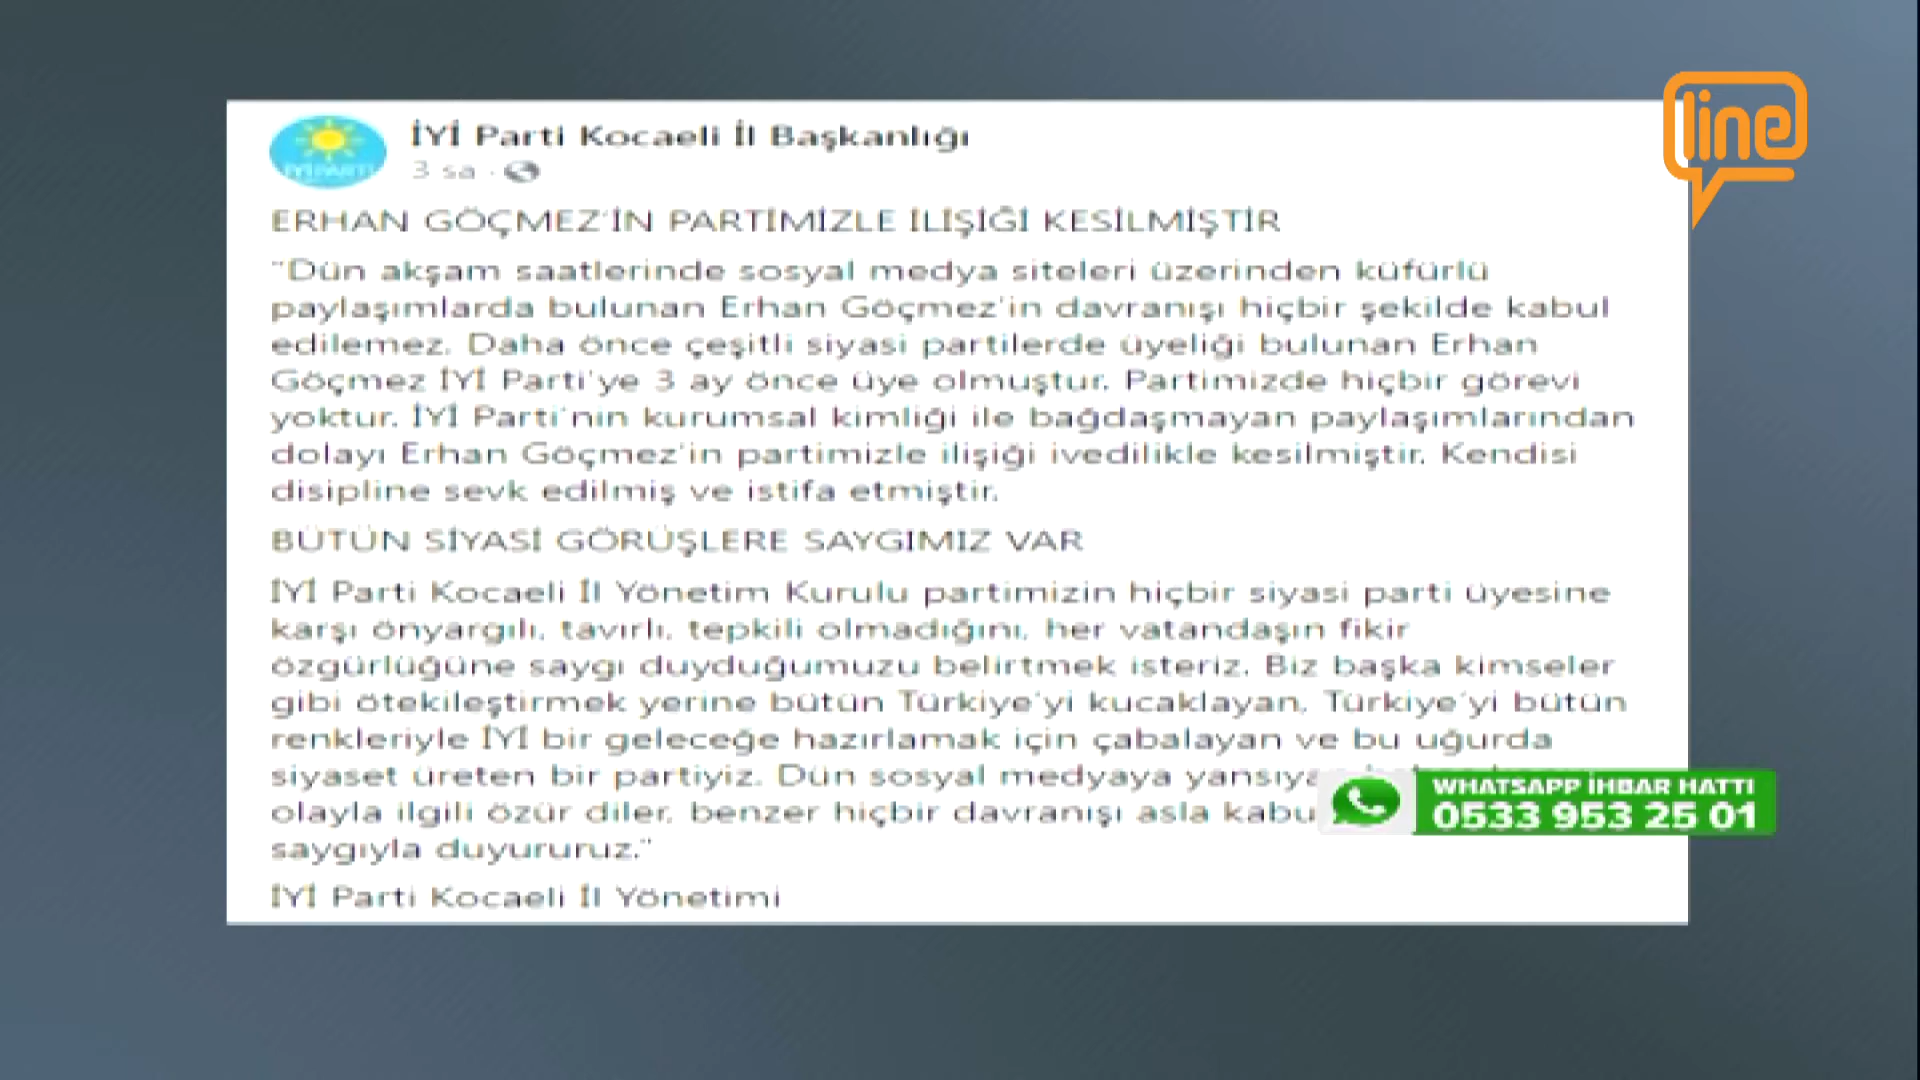 line
İYİ Parti Kocaeli İl Başkanlığı
İYİ PARTİ
3 sa ·
ERHAN GÖÇMEZ'İN PARTİMİZLE İLİŞİĞİ KESİLMİŞTİR
"Dün akşam saatlerinde sosyal medya siteleri üzerinden küfürlü
paylaşımlarda bulunan Erhan Göçmez'in davranışı hiçbir şekilde kabul
edilemez. Daha önce çeşitli siyasi partilerde üyeliği bulunan Erhan
Göçmez İYİ Parti'ye 3 ay önce üye olmuştur. Partimizde hiçbir görevi
yoktur. İYİ Parti'nin kurumsal kimliği ile bağdaşmayan paylaşımlarından
dolayı Erhan Göçmez'in partimizle ilişiği ivedilikle kesilmiştir. Kendisi
disipline sevk edilmiş ve istifa etmiştir.
BÜTÜN SİYASİ GÖRÜŞLERE SAYGIMIZ VAR
İYİ Parti Kocaeli İl Yönetim Kurulu partimizin hiçbir siyasi parti üyesine
karşı önyargılı, tavırlı, tepkili olmadığını, her vatandaşın fikir
özgürlüğüne saygı duyduğumuzu belirtmek isteriz. Biz başka kimseler
gibi ötekileştirmek yerine bütün Türkiye'yi kucaklayan, Türkiye'yi bütün
renkleriyle İYİ bir geleceğe hazırlamak için çabalayan ve bu uğurda
siyaset üreten bir partiyiz. Dün sosyal medyaya
olayla ilgili özür diler, benzer hiçbir davranışı asla
saygıyla duyururuz."
İYİ Parti Kocaeli İl Yönetimi
WHATSAPP İHBAR HATTI
0533 953 25 01